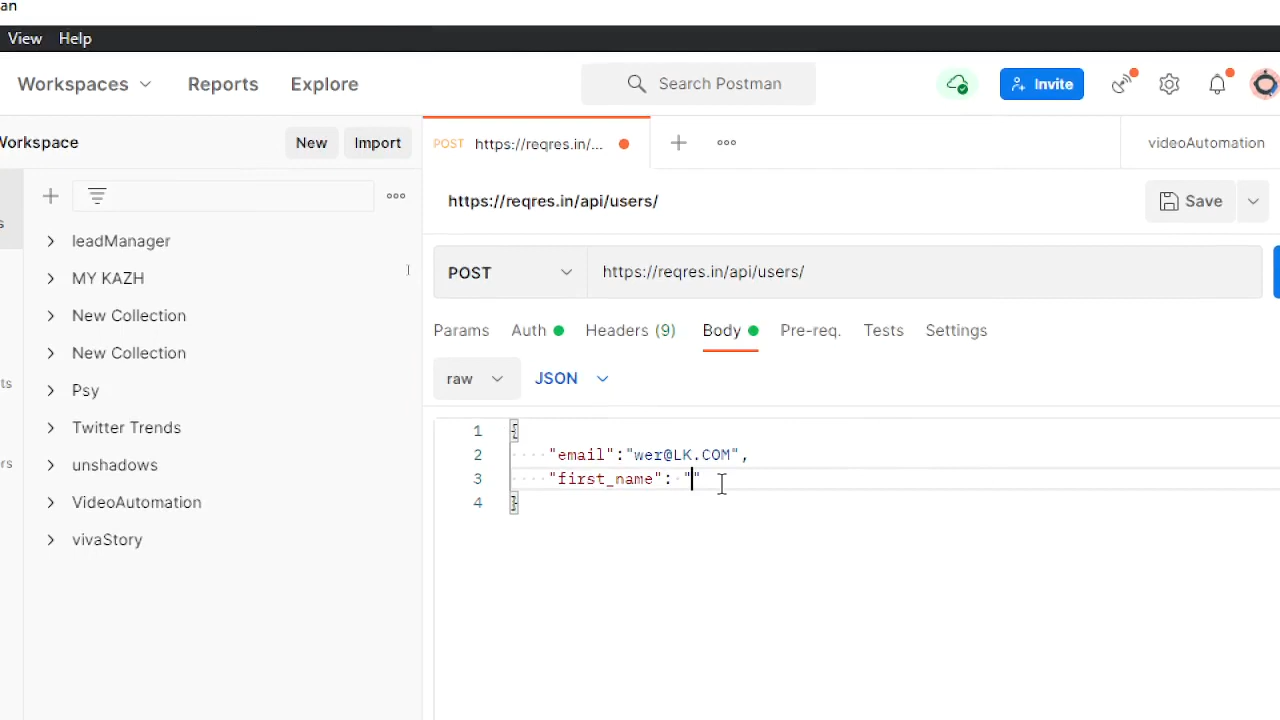 an
View Help
Workspaces Reports Explore Search Postman Invite
Vorkspace New Import POST https://reqres.in/... videoAutomation
https://reqres.in/api/users/ Save
s
leadManager
MY KAZH
POST https://reqres.in/api/users/
New Collection
Params Auth Headers (9) Body Pre-req. Tests Settings
New Collection
ts
raw JSON
Psy
Twitter Trends
1 {
rs
unshadows
2 "email":"wer@LK.COM",
3 "first_name": ""
VideoAutomation
4 }
vivaStory